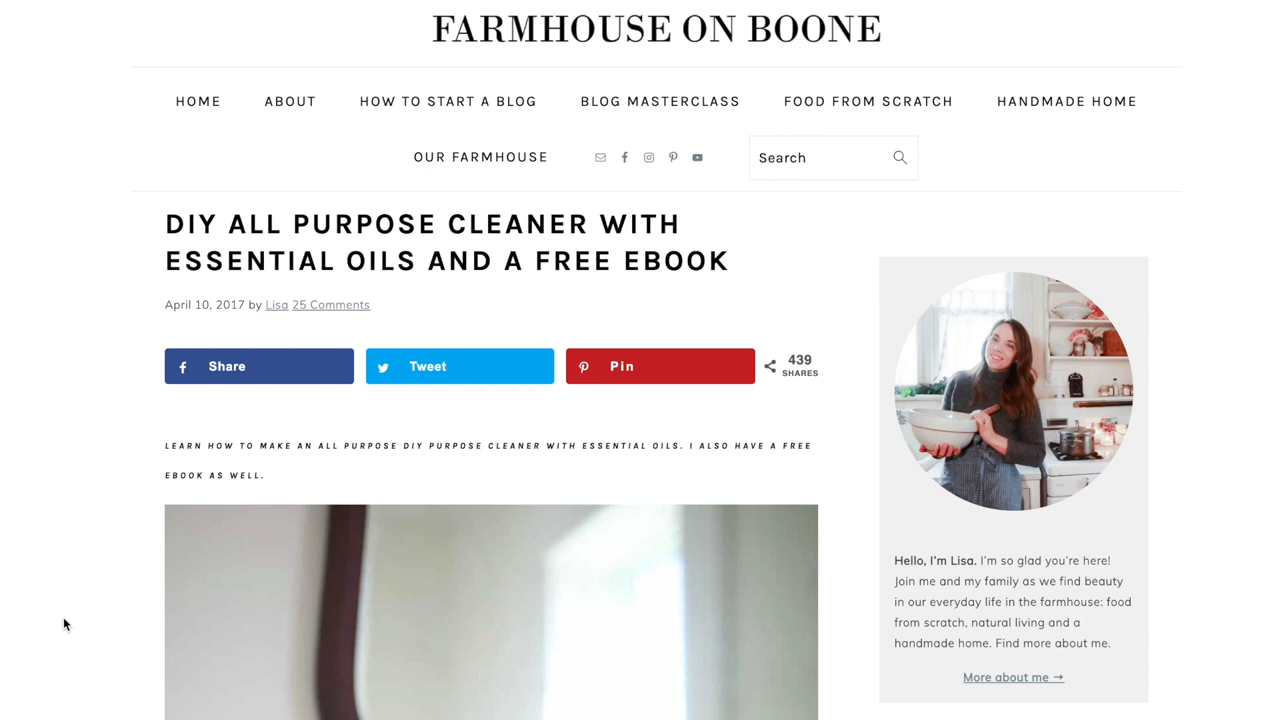 FARMHOUSE ON BOONE
HOME ABOUT HOW TO START A BLOG BLOG MASTERCLASS FOOD FROM SCRATCH HANDMADE HOME
OUR FARMHOUSE Search
DIY ALL PURPOSE CLEANER WITH
ESSENTIAL OILS AND A FREE EBOOK
April 10, 2017 by Lisa 25 Comments
Share Tweet Pin 439
SHARES
LEARN HOW TO MAKE AN ALL PURPOSE DIY PURPOSE CLEANER WITH ESSENTIAL OILS. I ALSO HAVE A FREE
EBOOK AS WELL.
Hello, I'm Lisa. I'm so glad you're here!
Join me and my family as we find beauty
in our everyday life in the farmhouse: food
from scratch, natural living and a
handmade home. Find more about me.
More about me →